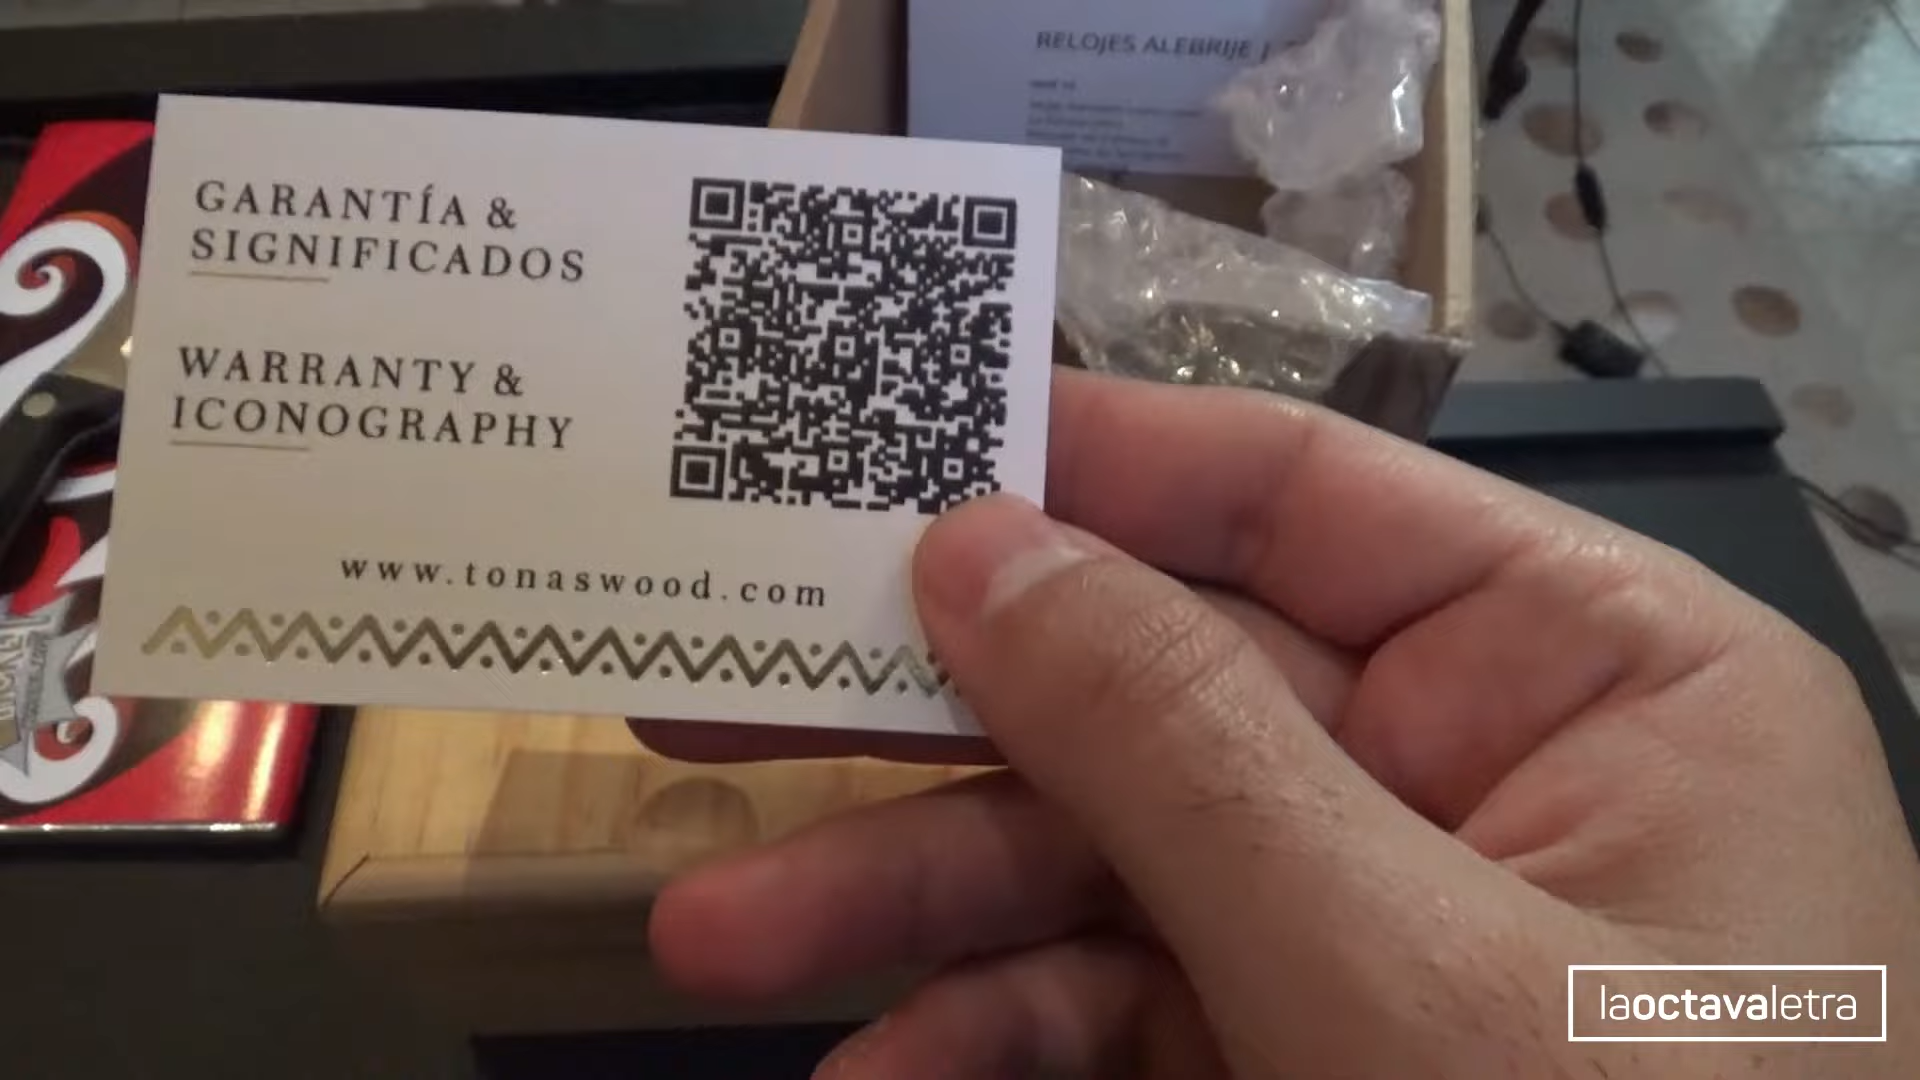 RELOJES ALEBRIJE |
GARANTÍA &
SIGNIFICADOS
WARRANTY &
ICONOGRAPHY
www.tonaswood.com
laoctavaletra